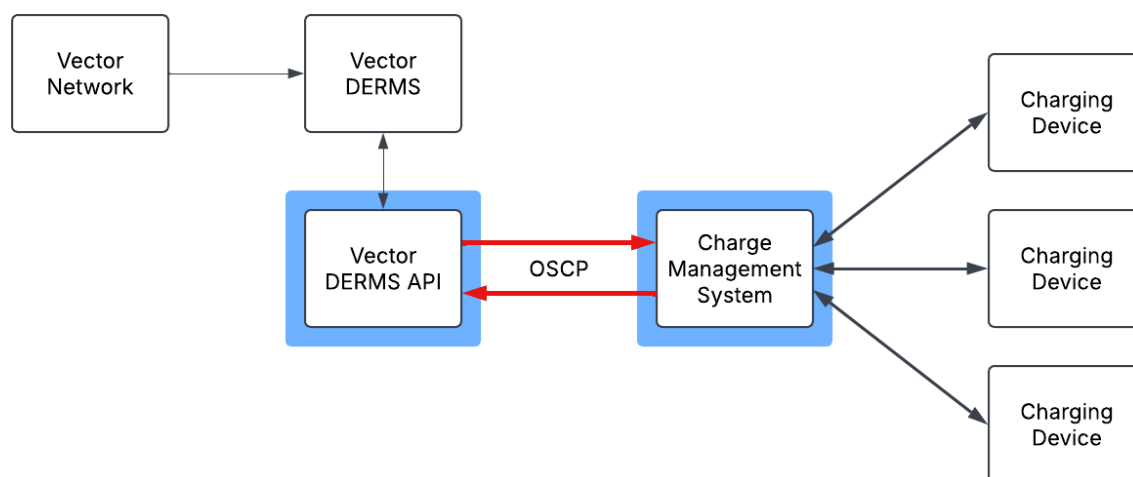 Vector
Network
Vector
DERMS
Vector
DERMS API
OSCP
Charge
Management
System
Charging
Device
Charging
Device
Charging
Device